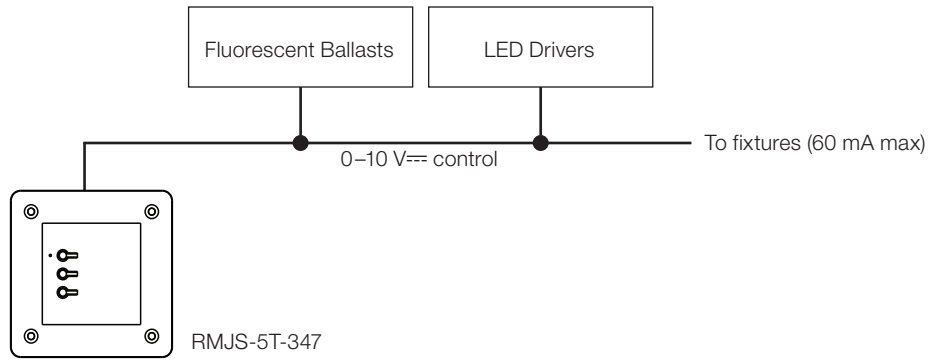 Fluorescent Ballasts
LED Drivers
To fixtures (60 mA max)
0–10 V⎓ control
RMJS-5T-347